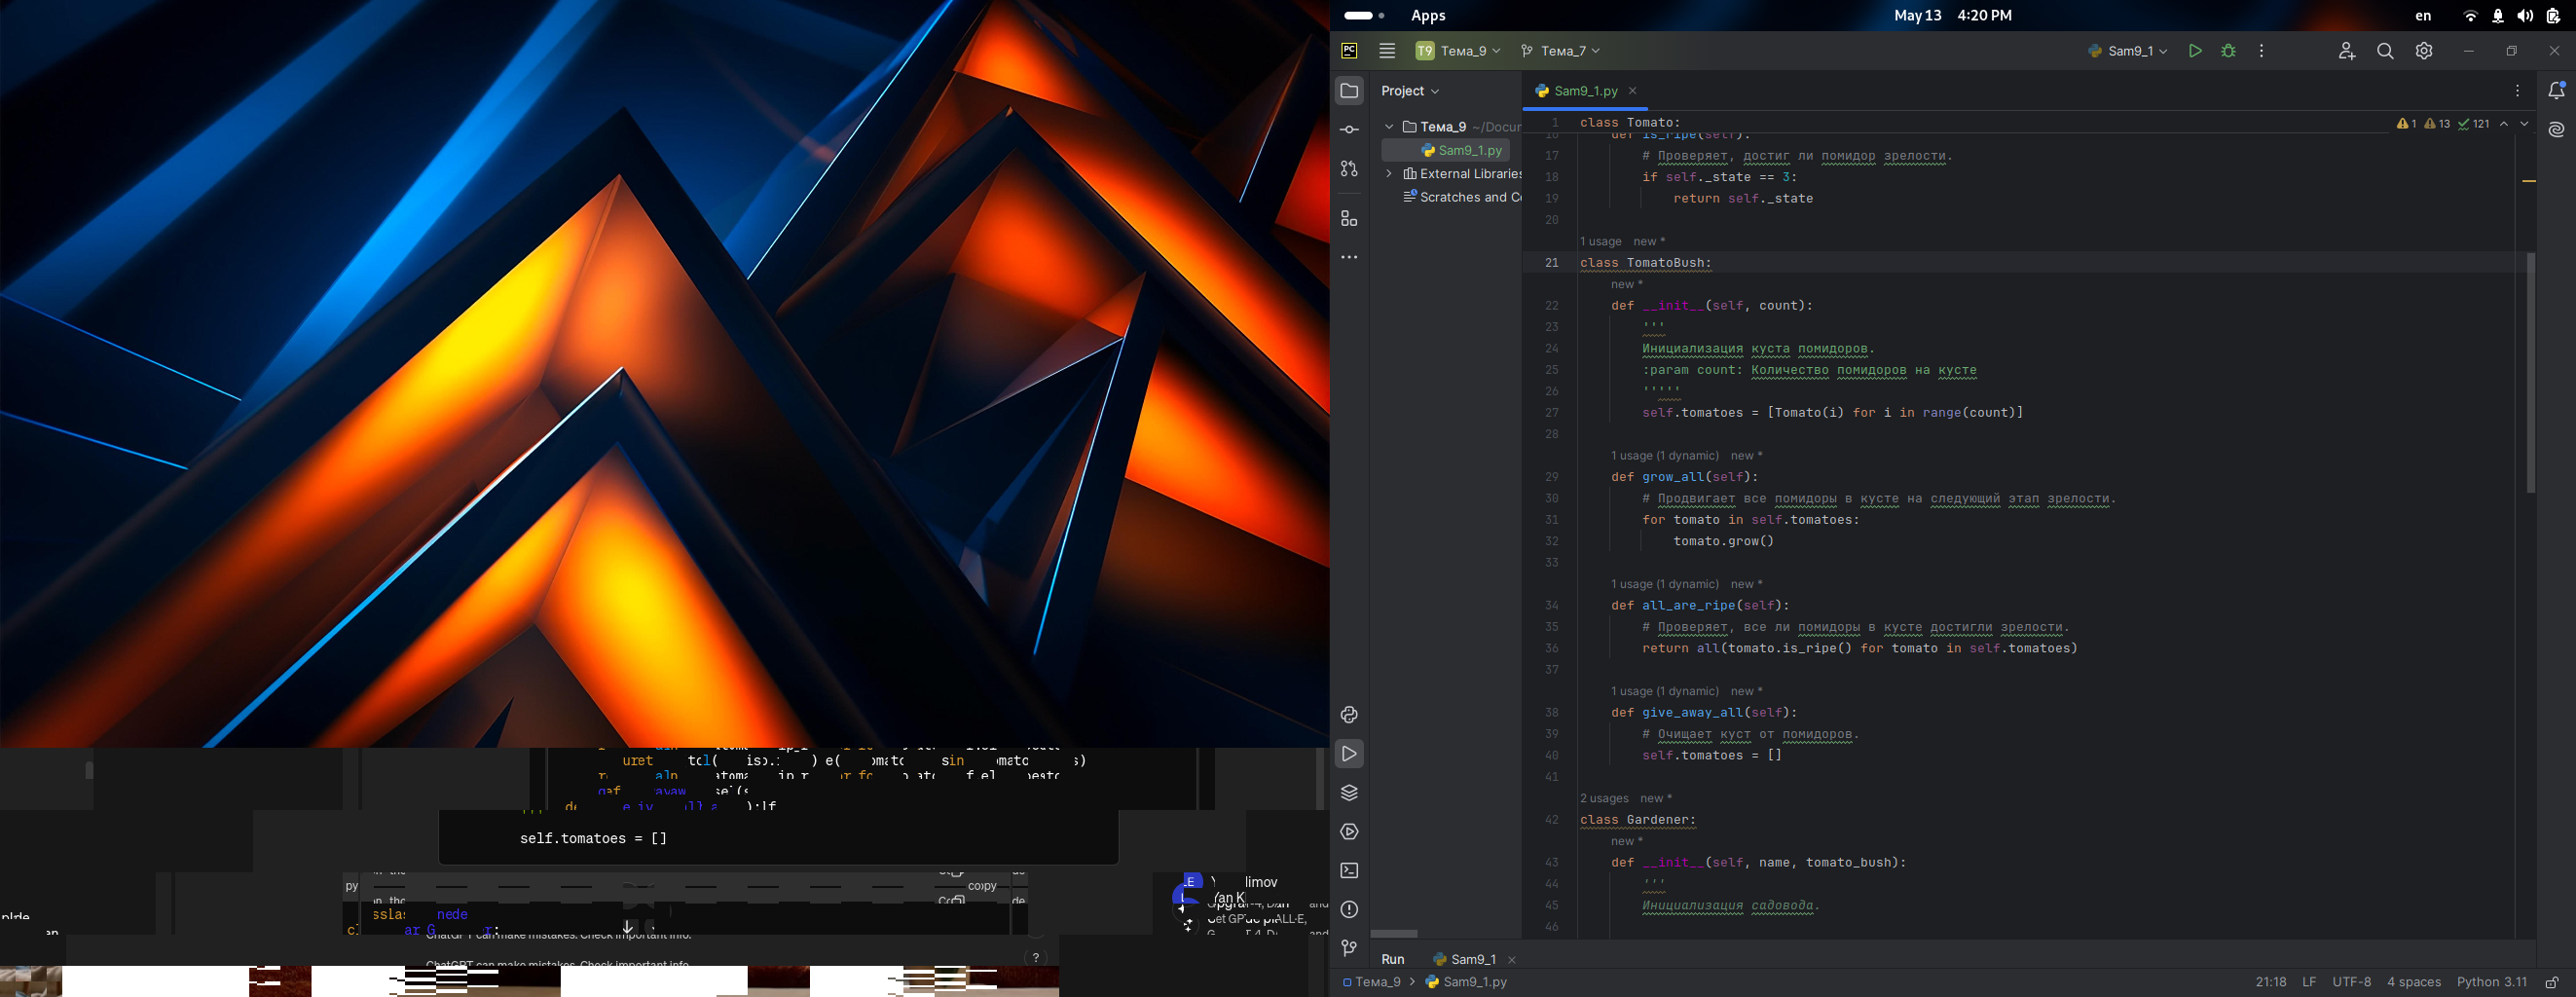 Apps
May 13 4:20 PM
en
PC
T9 Тема_9
Тема_7
Sam9_1
Project
Sam9_1.py
Тема_9 ~/Docur
Sam9_1.py
External Libraries
Scratches and Co
1 class Tomato:
1 13 121
16 def is_ripe(self):
17 # Проверяет, достиг ли помидор зрелости.
18 if self._state == 3:
19 return self._state
20
1 usage new *
21 class TomatoBush:
new *
22 def __init__(self, count):
23 '''
24 Инициализация куста помидоров.
25 :param count: Количество помидоров на кусте
26 '''''
27 self.tomatoes = [Tomato(i) for i in range(count)]
28
1 usage (1 dynamic) new *
29 def grow_all(self):
30 # Продвигает все помидоры в кусте на следующий этап зрелости.
31 for tomato in self.tomatoes:
32 tomato.grow()
33
1 usage (1 dynamic) new *
34 def all_are_ripe(self):
35 # Проверяет, все ли помидоры в кусте достигли зрелости.
36 return all(tomato.is_ripe() for tomato in self.tomatoes)
37
1 usage (1 dynamic) new *
38 def give_away_all(self):
39 # Очищает куст от помидоров.
40 self.tomatoes = []
41
2 usages new *
42 class Gardener:
new *
43 def __init__(self, name, tomato_bush):
44 '''
45 Инициализация садовода.
46
Run Sam9_1
Тема_9 > Sam9_1.py
21:18 LF UTF-8 4 spaces Python 3.11
self.tomatoes = []
ChatGPT can make mistakes. Check important info.
?